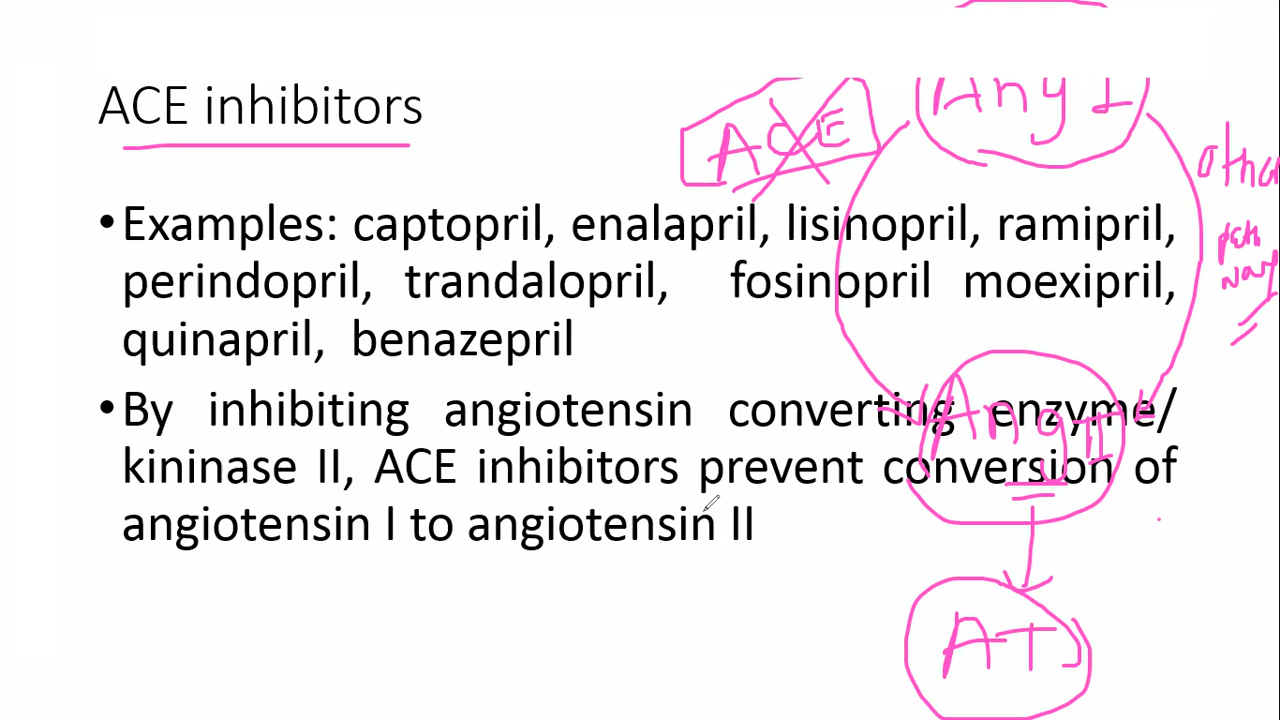 ACE inhibitors
•Examples: captopril, enalapril, lisinopril, ramipril,
perindopril, trandalopril, fosinopril moexipril,
quinapril, benazepril
•By inhibiting angiotensin converting enzyme/
kininase II, ACE inhibitors prevent conversion of
angiotensin I to angiotensin II
Ang I
ACE
Ang II
AT